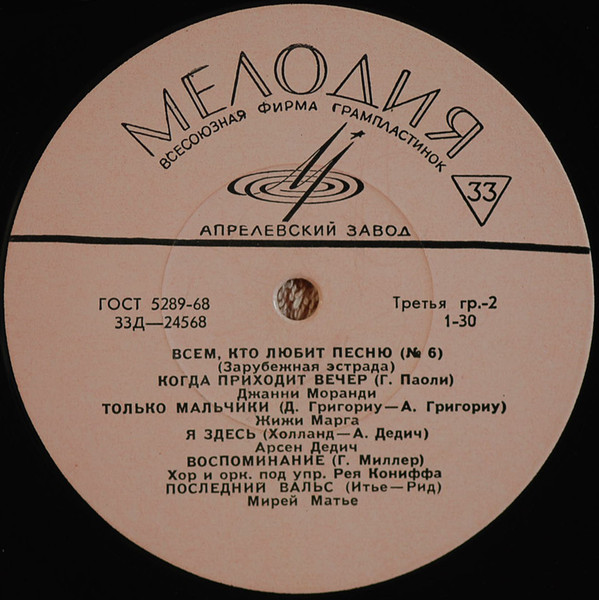 МЕЛОДИЯ
ВСЕСОЮЗНАЯ ФИРМА ГРАМПЛАСТИНОК
33
АПРЕЛЕВСКИЙ ЗАВОД
ГОСТ 5289-68 Третья гр.-2
33Д—24568 1-30
ВСЕМ, КТО ЛЮБИТ ПЕСНЮ (№ 6)
(Зарубежная эстрада)
КОГДА ПРИХОДИТ ВЕЧЕР (Г. Паоли)
Джанни Моранди
ТОЛЬКО МАЛЬЧИКИ (Д. Григориу—А. Григориу)
Жижи Марга
Я ЗДЕСЬ (Холланд—А. Дедич)
Арсен Дедич
ВОСПОМИНАНИЕ (Г. Миллер)
Хор и орк. под упр. Рея Кониффа
ПОСЛЕДНИЙ ВАЛЬС (Итье—Рид)
Мирей Матье